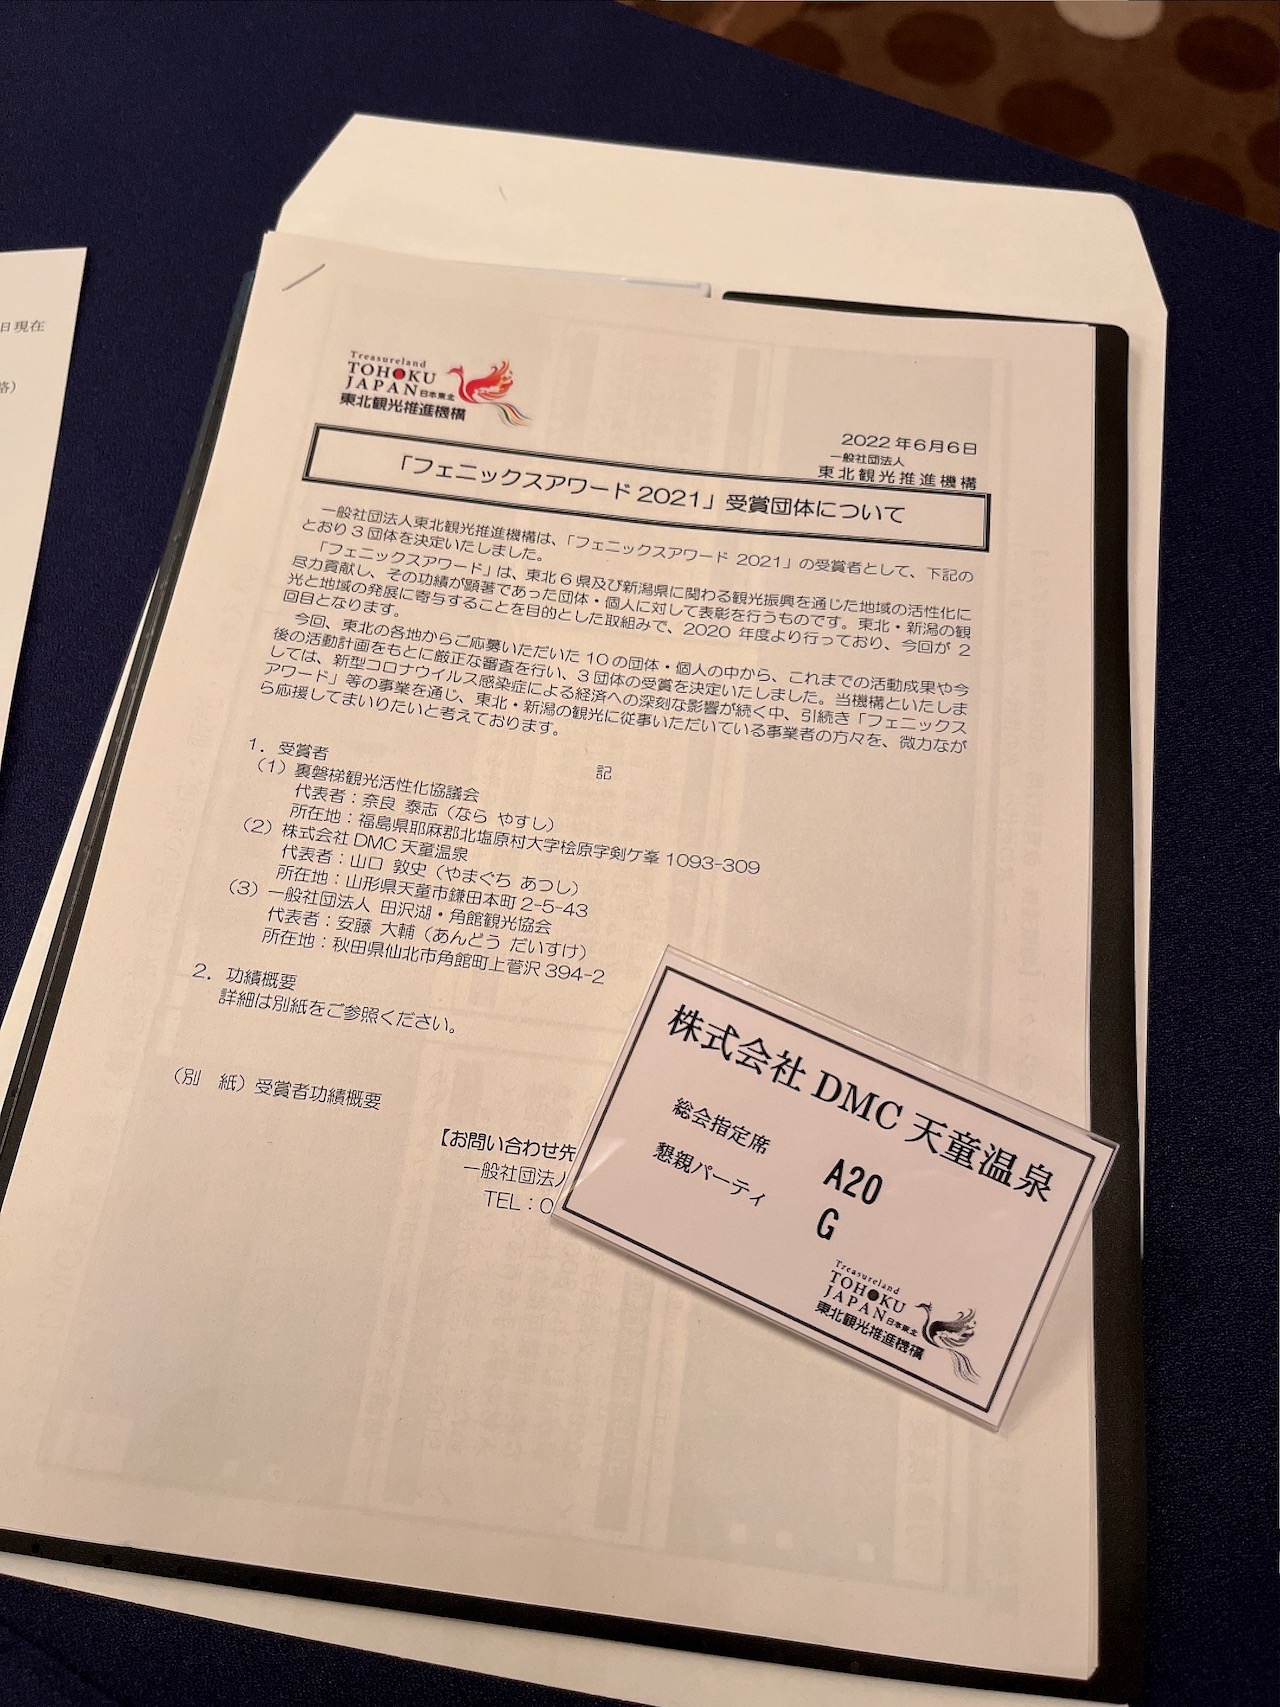 日現在
略）
Treasureland
TOHOKU
JAPAN 日本東北
東北観光推進機構
2022 年6月6日
一般社団法人
東北観光推進機構
「フェニックスアワード 2021」受賞団体について
一般社団法人東北観光推進機構は、「フェニックスアワード 2021」の受賞者として、下記の
とおり3団体を決定いたしました。
「フェニックスアワード」は、東北6県及び新潟県に関わる観光振興を通じた地域の活性化に
尽力貢献し、その功績が顕著であった団体・個人に対して表彰を行うものです。東北・新潟の観
光と地域の発展に寄与することを目的とした取組みで、2020 年度より行っており、今回が 2
回目となります。
今回、東北の各地からご応募いただいた 10 の団体・個人の中から、これまでの活動成果や今
後の活動計画をもとに厳正な審査を行い、3 団体の受賞を決定いたしました。当機構といたしま
しては、新型コロナウイルス感染症による経済への深刻な影響が続く中、引続き「フェニックス
アワード」等の事業を通じ、東北・新潟の観光に従事いただいている事業者の方々を、微力なが
ら応援してまいりたいと考えております。
記
1．受賞者
（1）裏磐梯観光活性化協議会
代表者：奈良 泰志（なら やすし）
所在地：福島県耶麻郡北塩原村大字桧原字剣ケ峯 1093-309
（2）株式会社 DMC 天童温泉
代表者：山口 敦史（やまぐち あつし）
所在地：山形県天童市鎌田本町 2-5-43
（3）一般社団法人 田沢湖・角館観光協会
代表者：安藤 大輔（あんどう だいすけ）
所在地：秋田県仙北市角館町上菅沢 394-2
2．功績概要
詳細は別紙をご参照ください。
（別　紙）受賞者功績概要
【お問い合わせ先
一般社団法人
TEL：0
株式会社 DMC 天童温泉
総会指定席 A20
懇親パーティ G
Treasureland
TOHOKU
JAPAN 日本東北
東北観光推進機構